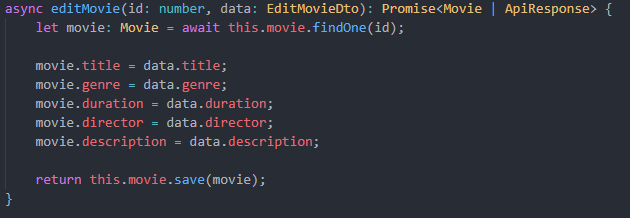 async editMovie(id: number, data: EditMovieDto): Promise<Movie | ApiResponse> {
    let movie: Movie = await this.movie.findOne(id);

    movie.title = data.title;
    movie.genre = data.genre;
    movie.duration = data.duration;
    movie.director = data.director;
    movie.description = data.description;

    return this.movie.save(movie);
}